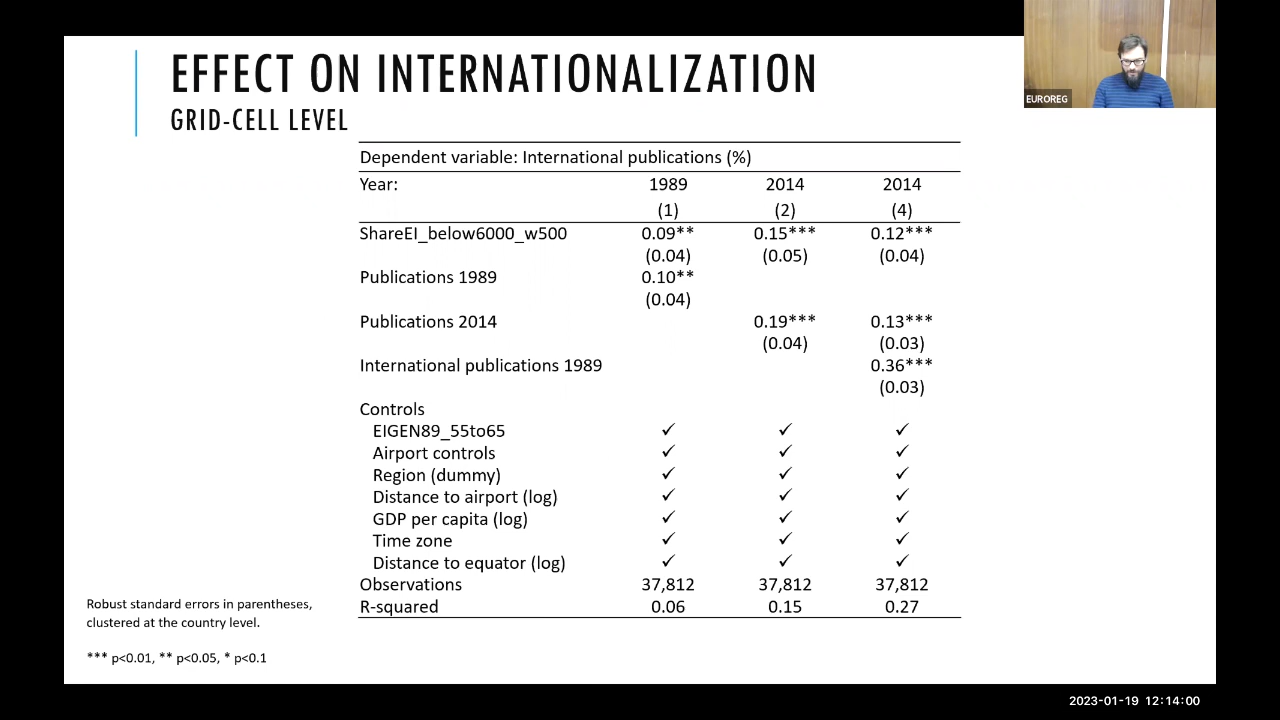 EFFECT ON INTERNATIONALIZATION
GRID-CELL LEVEL
EUROREG
Dependent variable: International publications (%)
Year: 1989 2014 2014
(1) (2) (4)
ShareEI_below6000_w500 0.09** 0.15*** 0.12***
(0.04) (0.05) (0.04)
Publications 1989 0.10**
(0.04)
Publications 2014 0.19*** 0.13***
(0.04) (0.03)
International publications 1989 0.36***
(0.03)
Controls
EIGEN89_55to65 ✓ ✓ ✓
Airport controls ✓ ✓ ✓
Region (dummy) ✓ ✓ ✓
Distance to airport (log) ✓ ✓ ✓
GDP per capita (log) ✓ ✓ ✓
Time zone ✓ ✓ ✓
Distance to equator (log) ✓ ✓ ✓
Observations 37,812 37,812 37,812
R-squared 0.06 0.15 0.27
Robust standard errors in parentheses,
clustered at the country level.
*** p<0.01, ** p<0.05, * p<0.1
2023-01-19 12:14:00